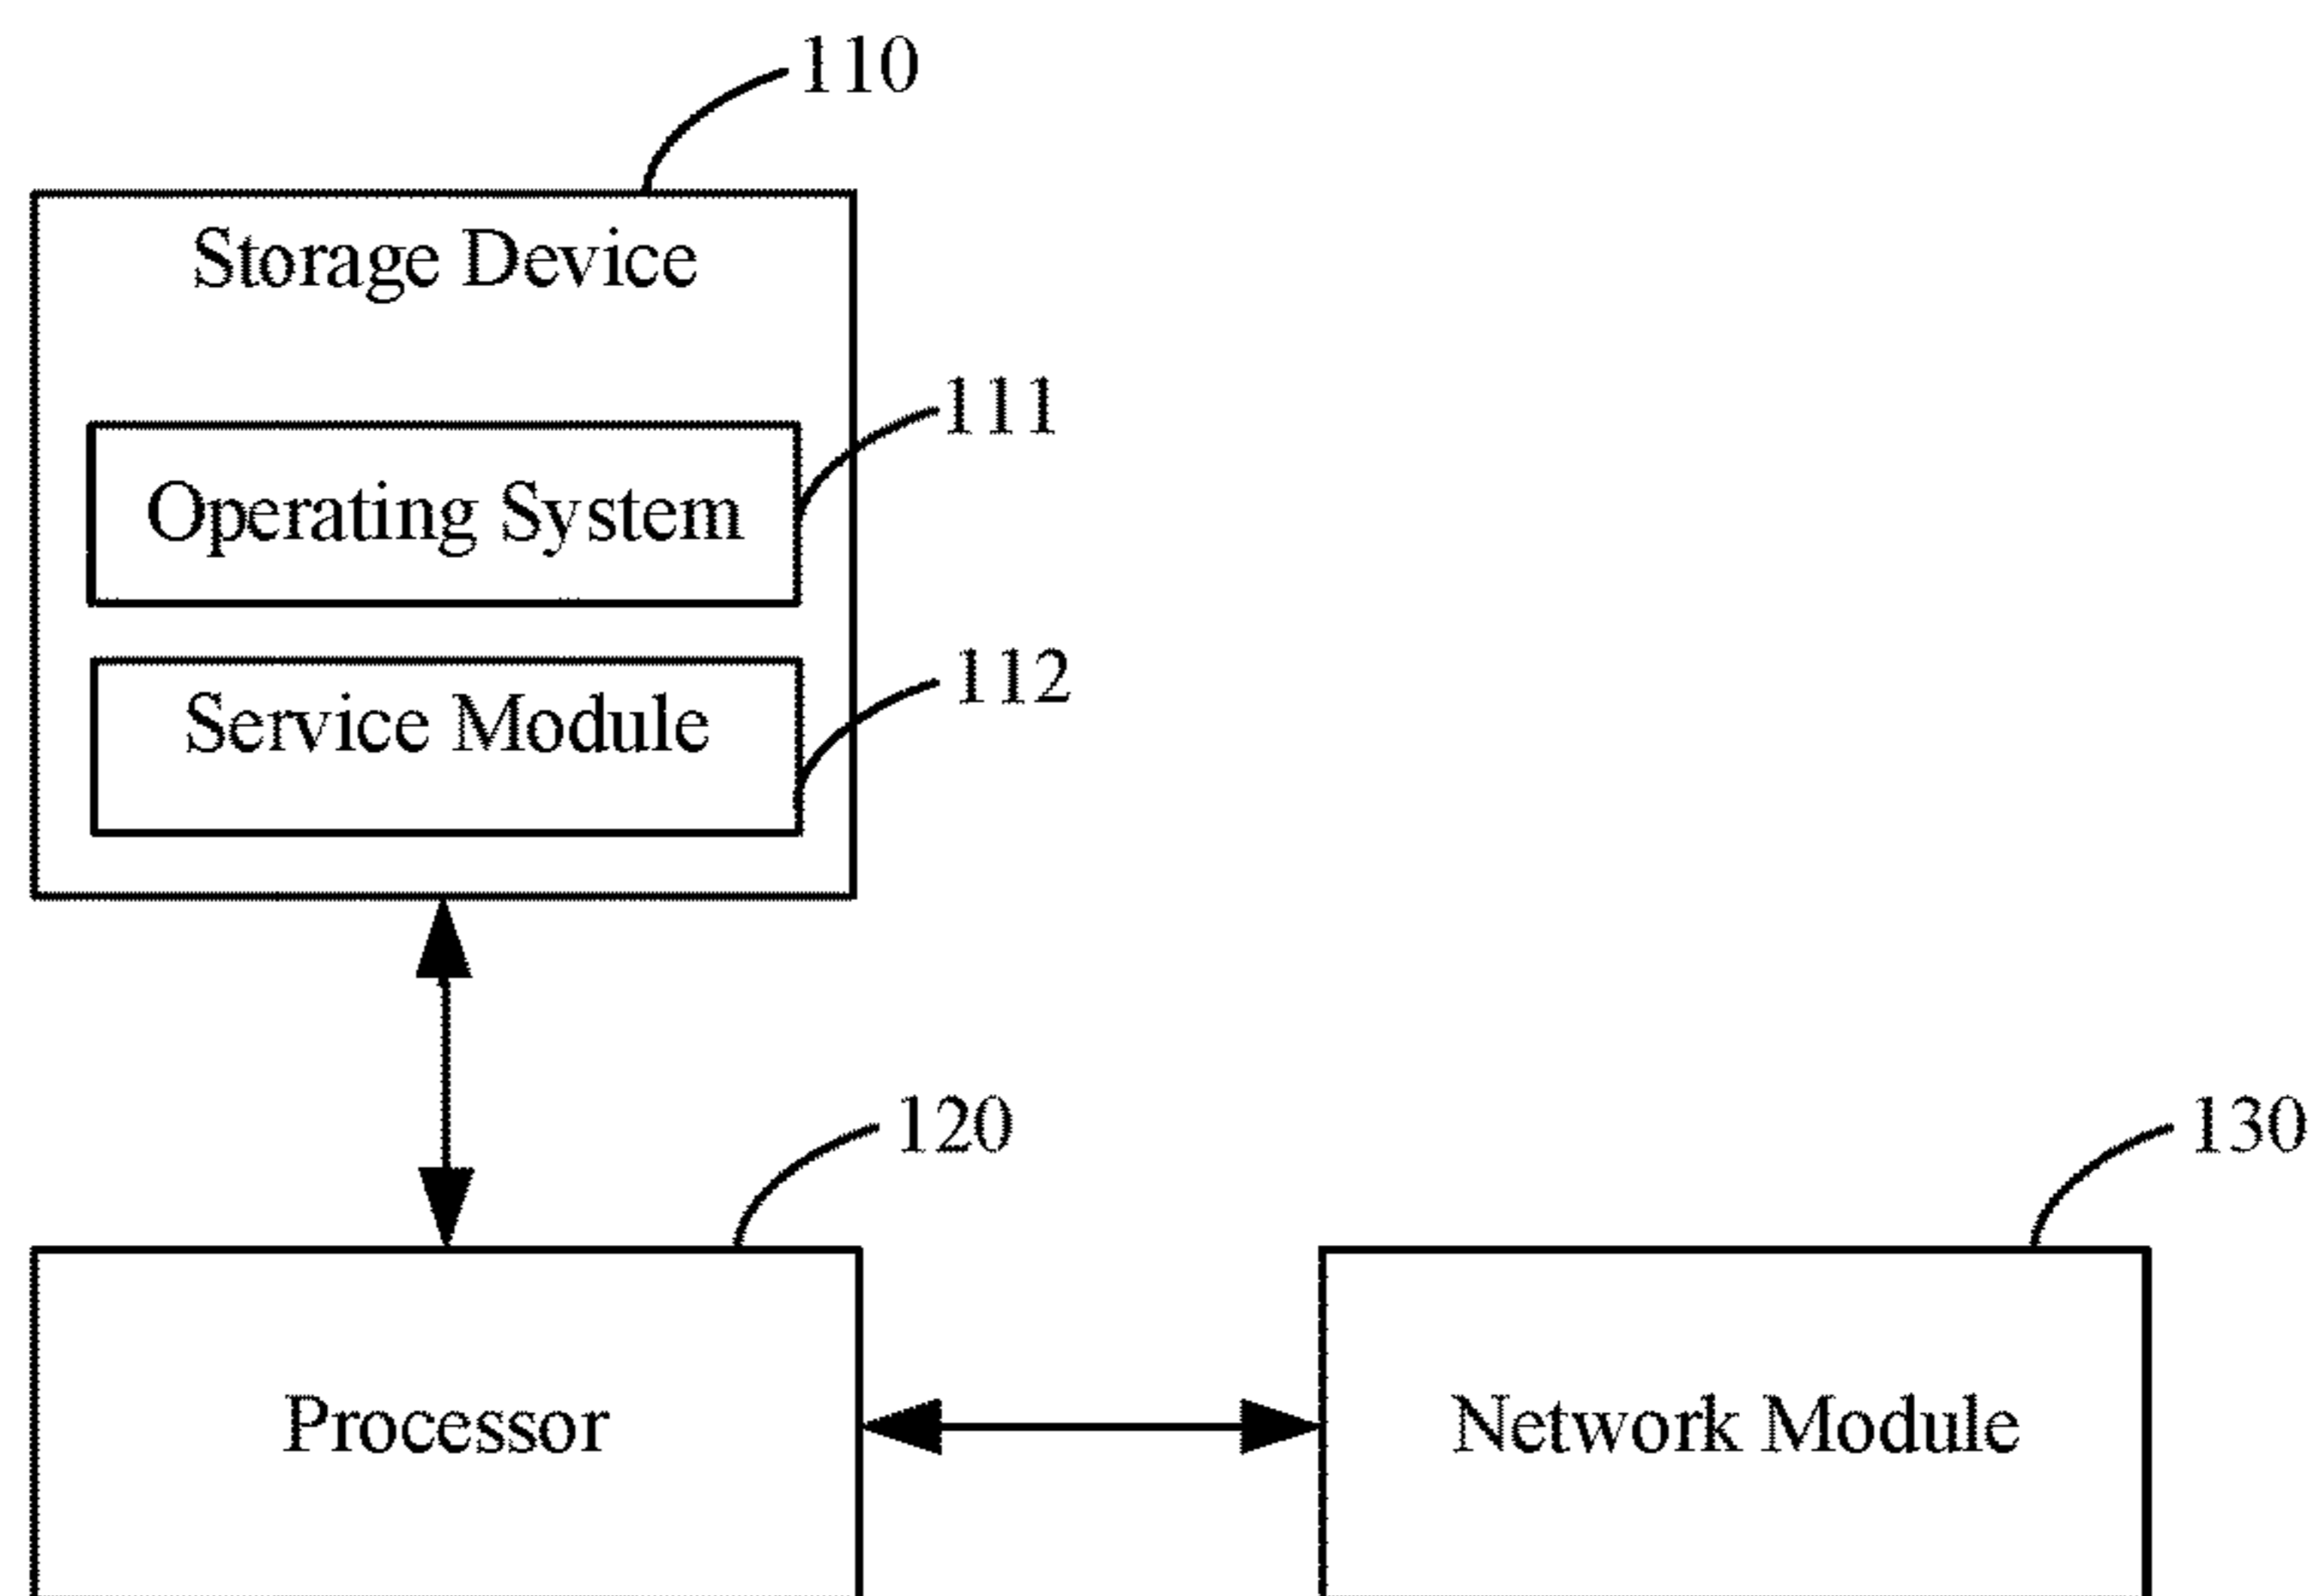 110
Storage Device
111
Operating System
112
Service Module
120
130
Processor
Network Module